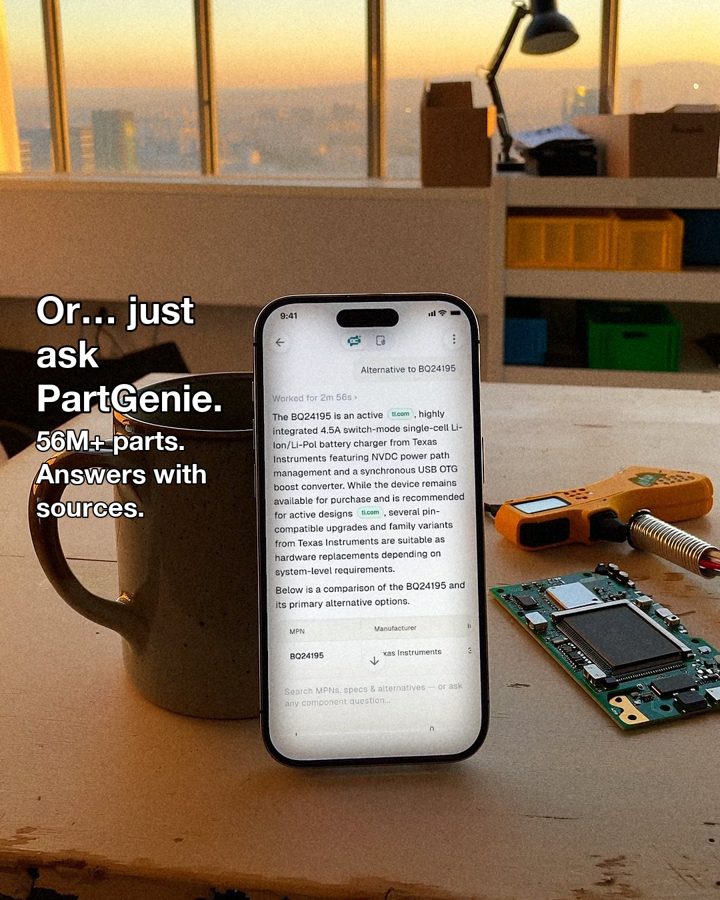 Or... just
ask
PartGenie.
56M+ parts.
Answers with
sources.
9:41
Alternative to BQ24195
Worked for 2m 56s ›
The BQ24195 is an active ti.com, highly
integrated 4.5A switch-mode single-cell Li-
Ion/Li-Pol battery charger from Texas
Instruments featuring NVDC power path
management and a synchronous USB OTG
boost converter. While the device remains
available for purchase and is recommended
for active designs ti.com, several pin-
compatible upgrades and family variants
from Texas Instruments are suitable as
hardware replacements depending on
system-level requirements.
Below is a comparison of the BQ24195 and
its primary alternative options.
MPN Manufacturer
BQ24195 xas Instruments
Search MPNs, specs & alternatives — or ask
any component question...